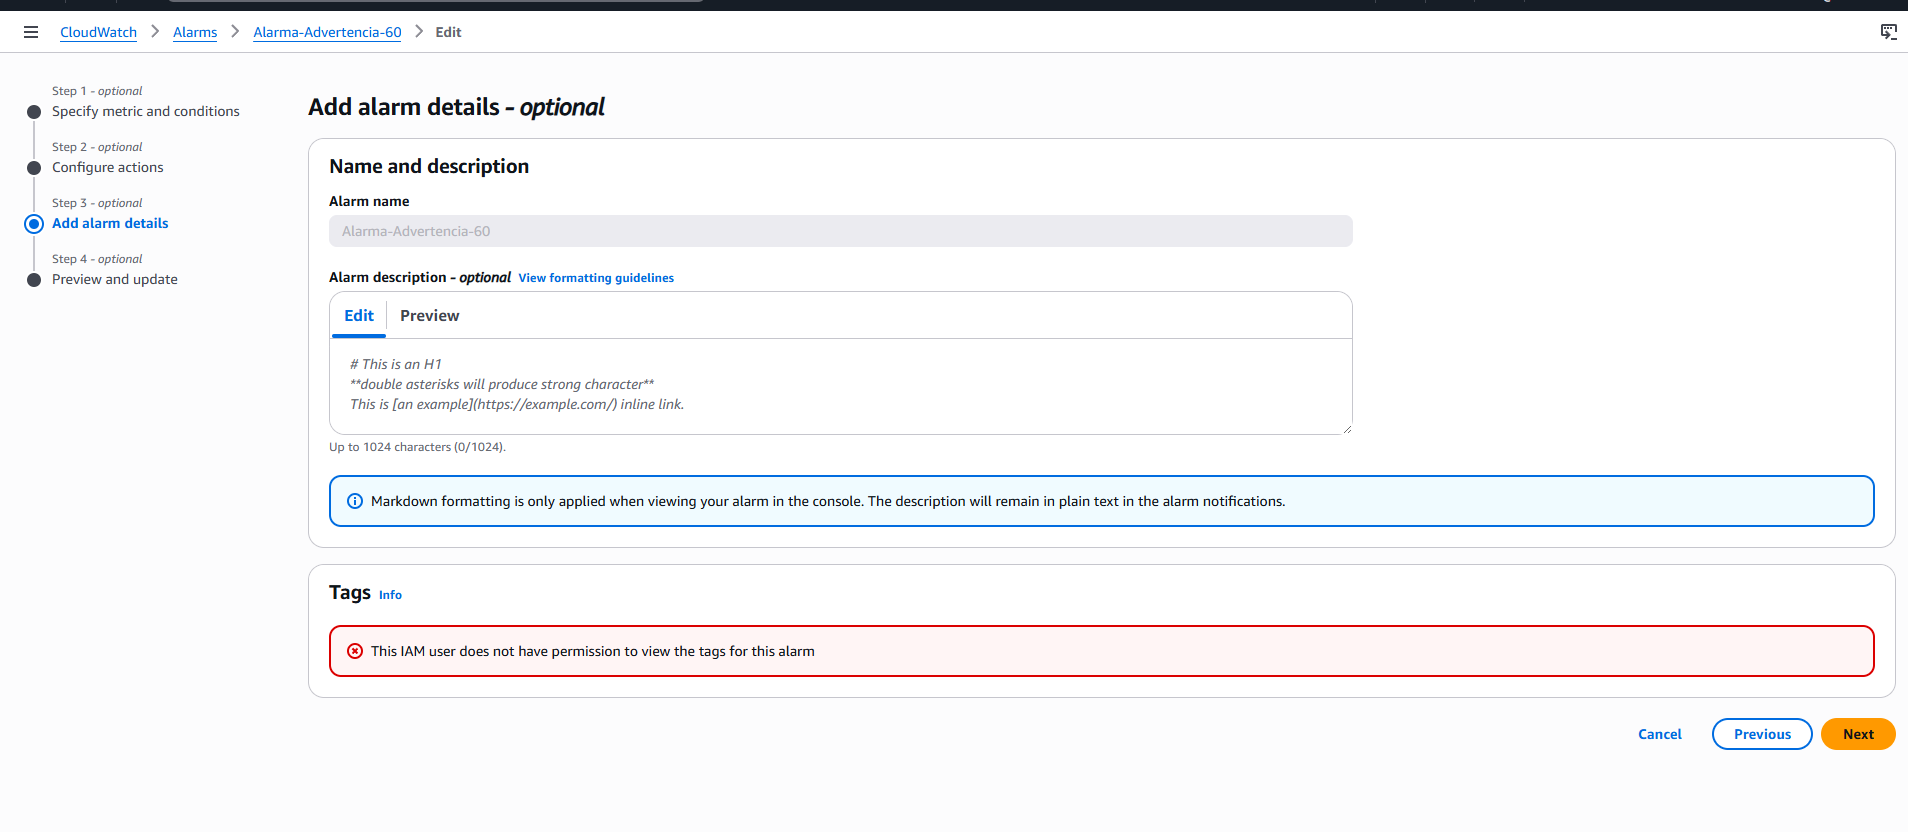 CloudWatch > Alarms > Alarma-Advertencia-60 > Edit
Step 1 - optional
Specify metric and conditions
Step 2 - optional
Configure actions
Step 3 - optional
Add alarm details
Step 4 - optional
Preview and update
Add alarm details - optional
Name and description
Alarm name
Alarma-Advertencia-60
Alarm description - optional View formatting guidelines
Edit Preview
# This is an H1
**double asterisks will produce strong character**
This is [an example](https://example.com/) inline link.
Up to 1024 characters (0/1024).
Markdown formatting is only applied when viewing your alarm in the console. The description will remain in plain text in the alarm notifications.
Tags Info
This IAM user does not have permission to view the tags for this alarm
Cancel Previous Next